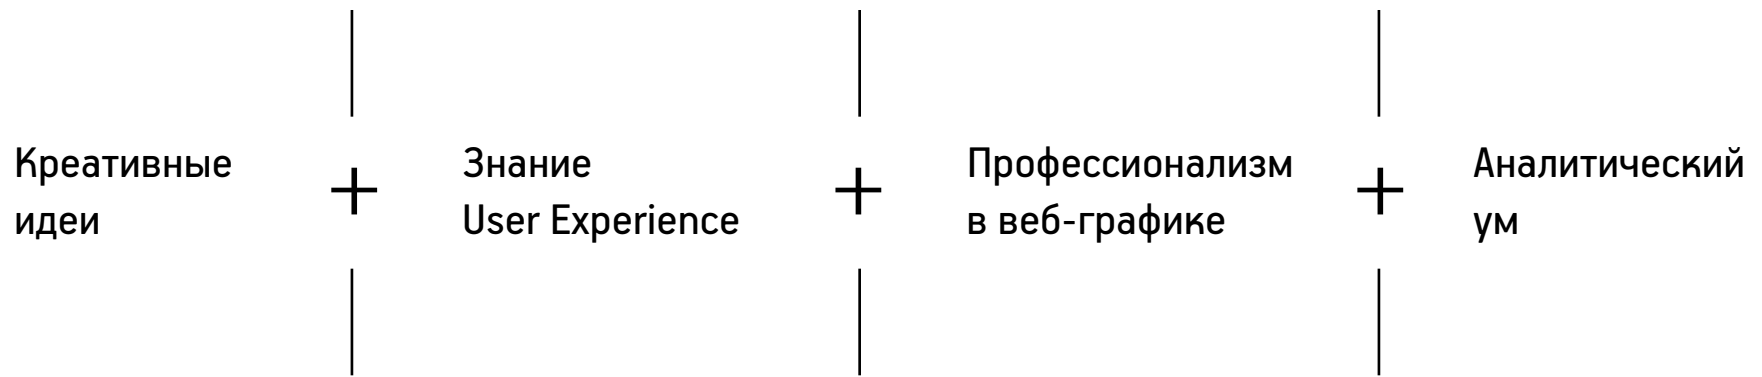 Креативные
идеи
+
Знание
User Experience
+
Профессионализм
в веб-графике
+
Аналитический
ум